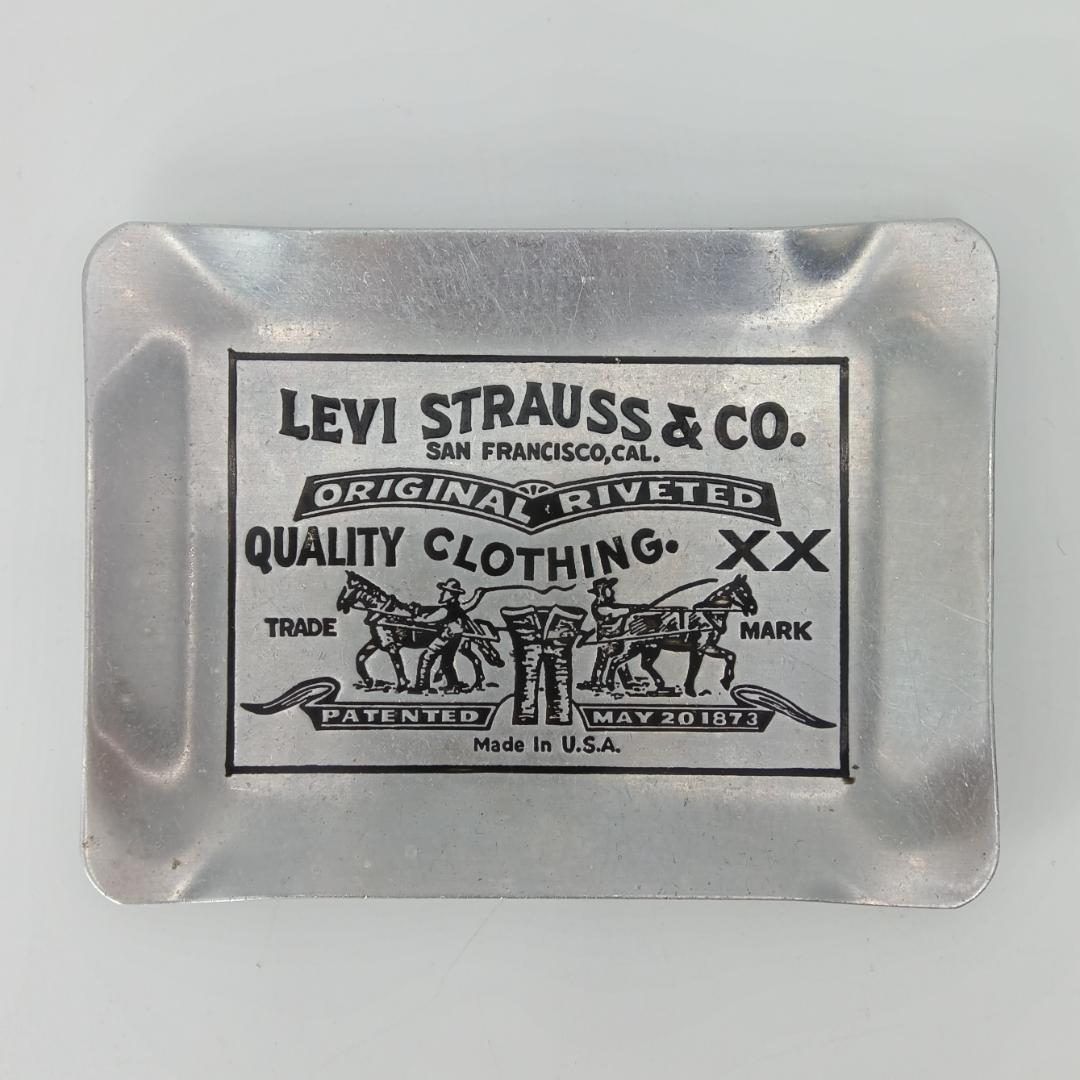 LEVI STRAUSS & CO.
SAN FRANCISCO, CAL.
ORIGINAL RIVETED
QUALITY CLOTHING. XX
TRADE MARK
PATENTED MAY 20 1873
Made In U.S.A.